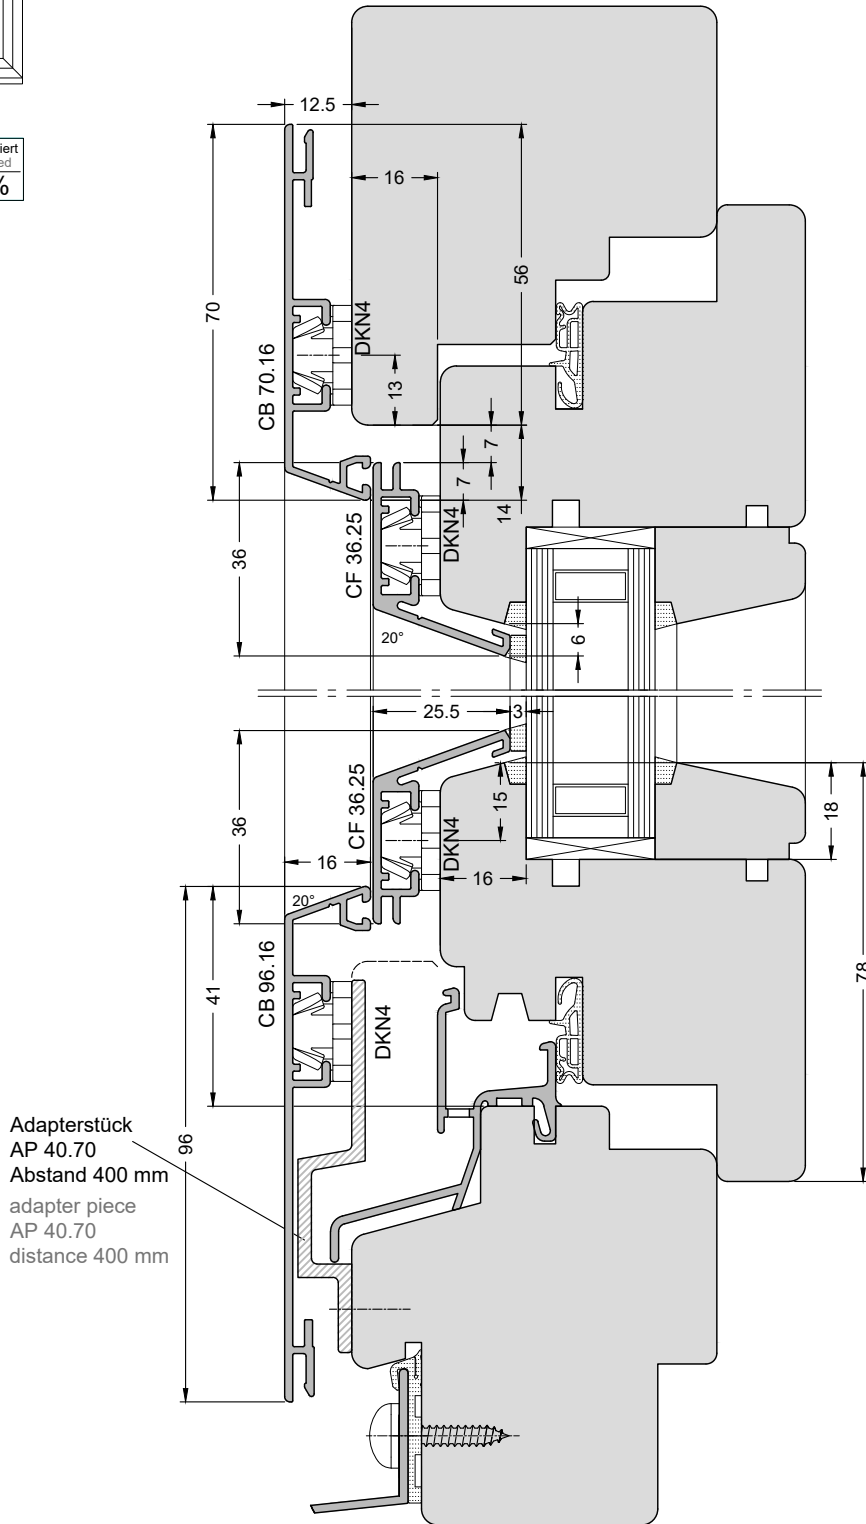 iert
ed
%
12.5
16
70
56
DKN4
CB 70.16
13
7
7
14
36
CF 36.25
DKN4
20°
6
25.5
3
36
CF 36.25
DKN4
15
18
16
16
20°
CB 96.16
41
DKN4
78
96
Adapterstück
AP 40.70
Abstand 400 mm
adapter piece
AP 40.70
distance 400 mm